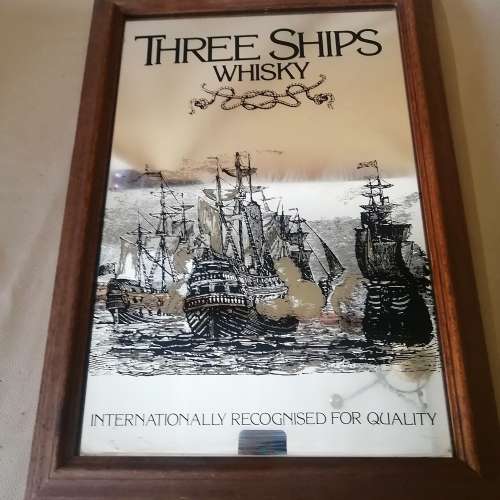 THREE SHIPS
WHISKY
INTERNATIONALLY RECOGNISED FOR QUALITY